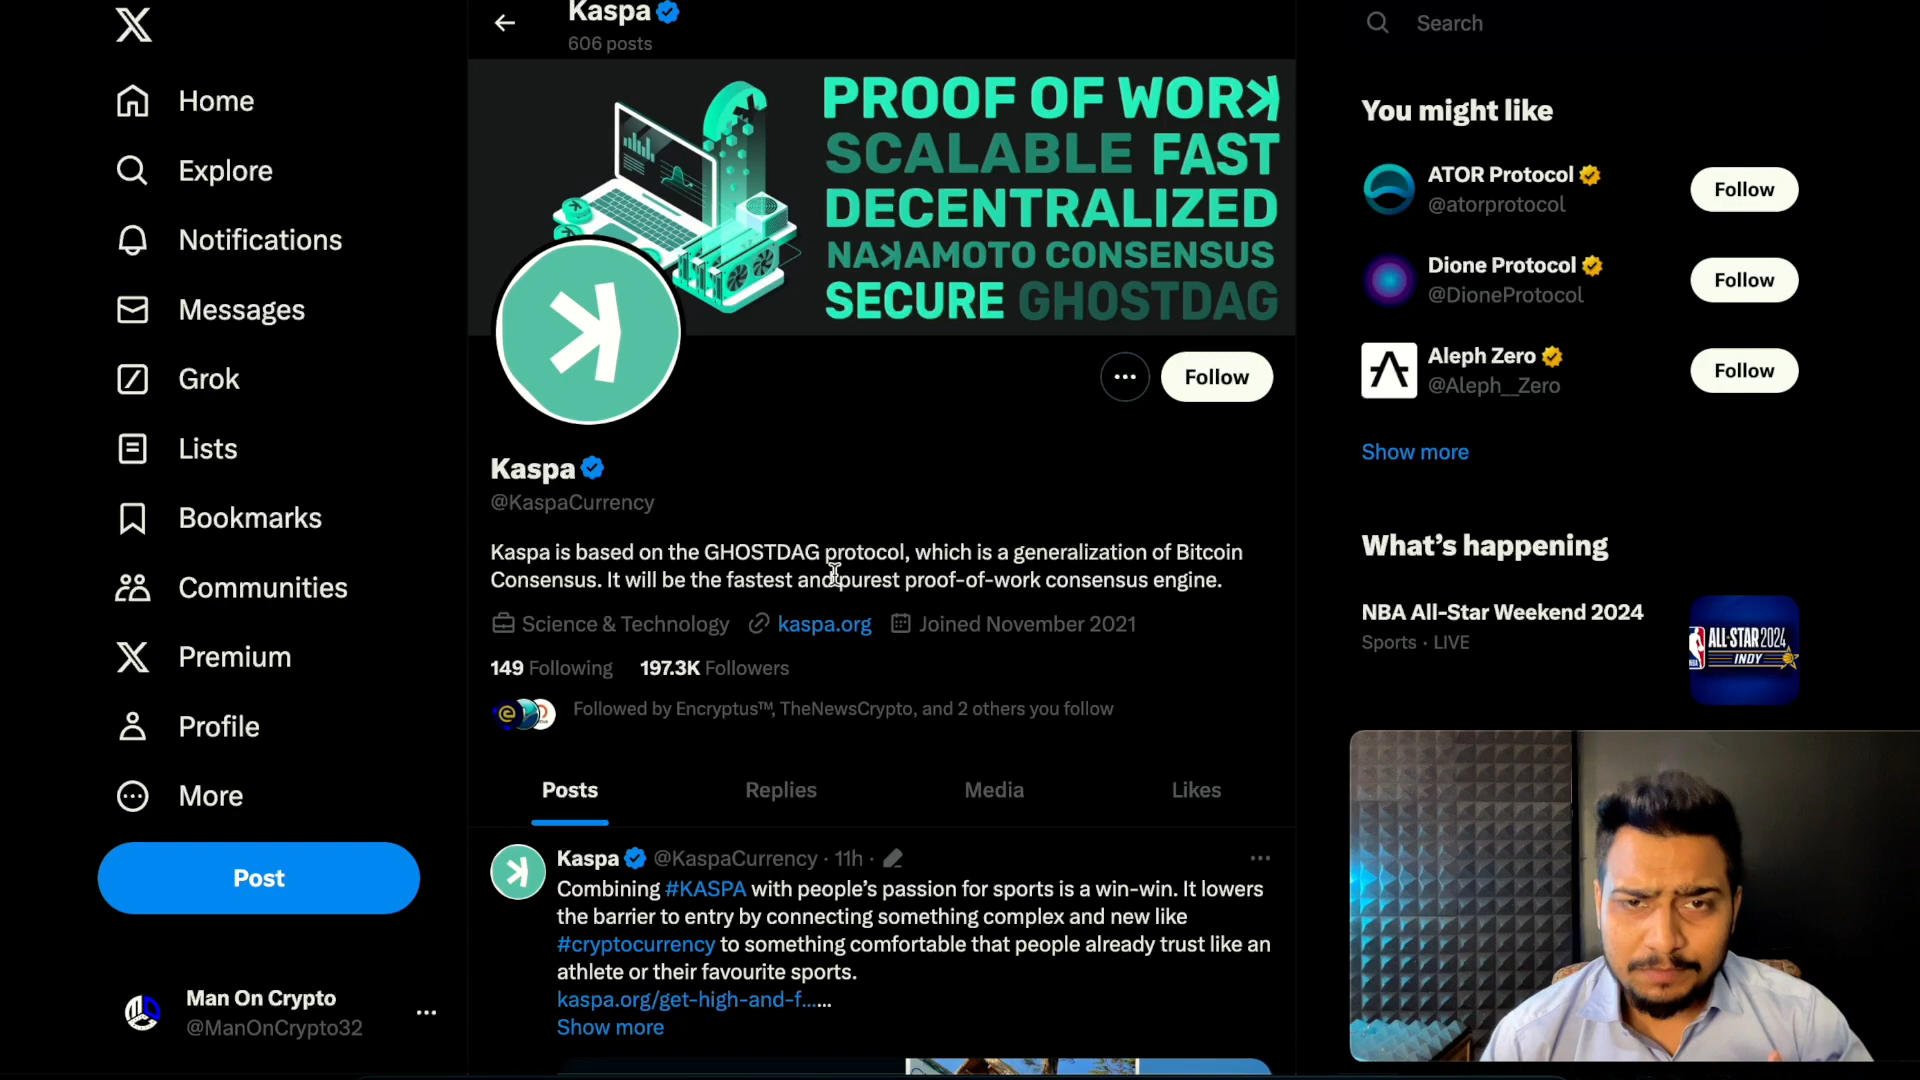 Home
Explore
Notifications
Messages
Grok
Lists
Bookmarks
Communities
Premium
Profile
More
Post
Man On Crypto
@ManOnCrypto32
Kaspa
606 posts
PROOF OF WORK
SCALABLE FAST
DECENTRALIZED
NAKAMOTO CONSENSUS
SECURE GHOSTDAG
Follow
Kaspa
@KaspaCurrency
Kaspa is based on the GHOSTDAG protocol, which is a generalization of Bitcoin
Consensus. It will be the fastest and purest proof-of-work consensus engine.
Science & Technology kaspa.org Joined November 2021
149 Following 197.3K Followers
Followed by Encryptus™, TheNewsCrypto, and 2 others you follow
Posts Replies Media Likes
Kaspa @KaspaCurrency · 11h ·
Combining #KASPA with people’s passion for sports is a win-win. It lowers
the barrier to entry by connecting something complex and new like
#cryptocurrency to something comfortable that people already trust like an
athlete or their favourite sports.
kaspa.org/get-high-and-f......
Show more
Search
You might like
ATOR Protocol
@atorprotocol
Follow
Dione Protocol
@DioneProtocol
Follow
Aleph Zero
@Aleph__Zero
Follow
Show more
What’s happening
NBA All-Star Weekend 2024
Sports · LIVE
ALL-STAR 2024
INDY